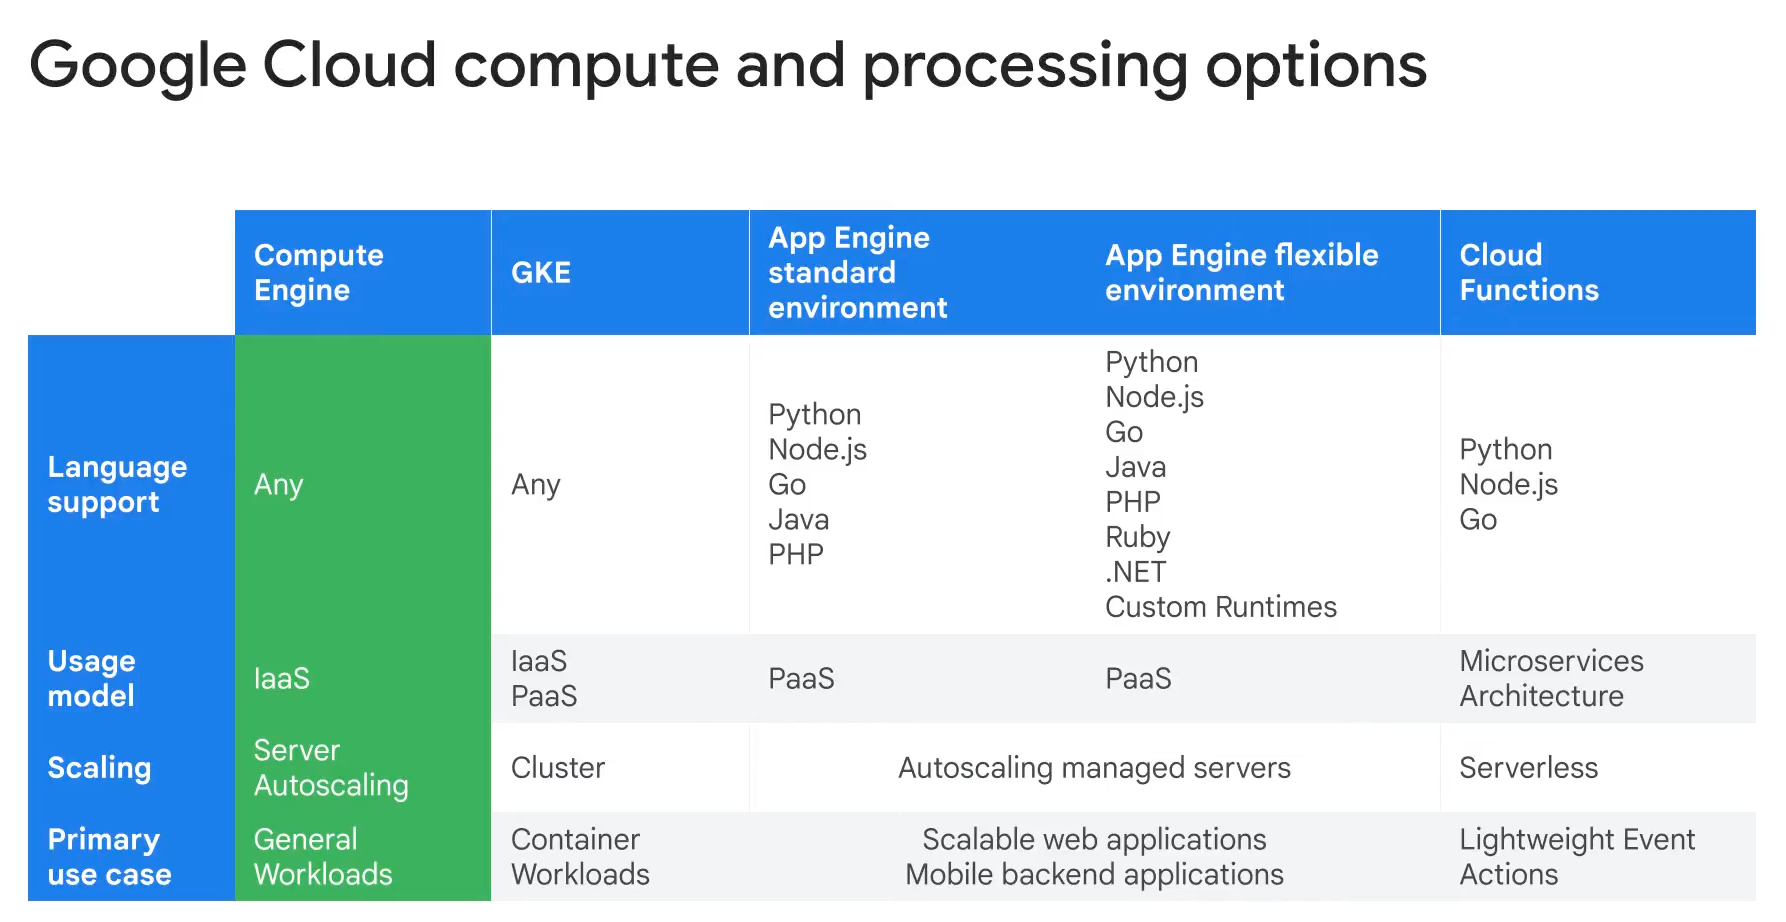 Google Cloud compute and processing options
Compute
Engine
GKE
App Engine
standard
environment
App Engine flexible
environment
Cloud
Functions
Language
support
Any
Any
Python
Node.js
Go
Java
PHP
Python
Node.js
Go
Java
PHP
Ruby
.NET
Custom Runtimes
Python
Node.js
Go
Usage
model
IaaS
IaaS
PaaS
PaaS
PaaS
Microservices
Architecture
Scaling
Server
Autoscaling
Cluster
Autoscaling managed servers
Serverless
Primary
use case
General
Workloads
Container
Workloads
Scalable web applications
Mobile backend applications
Lightweight Event
Actions